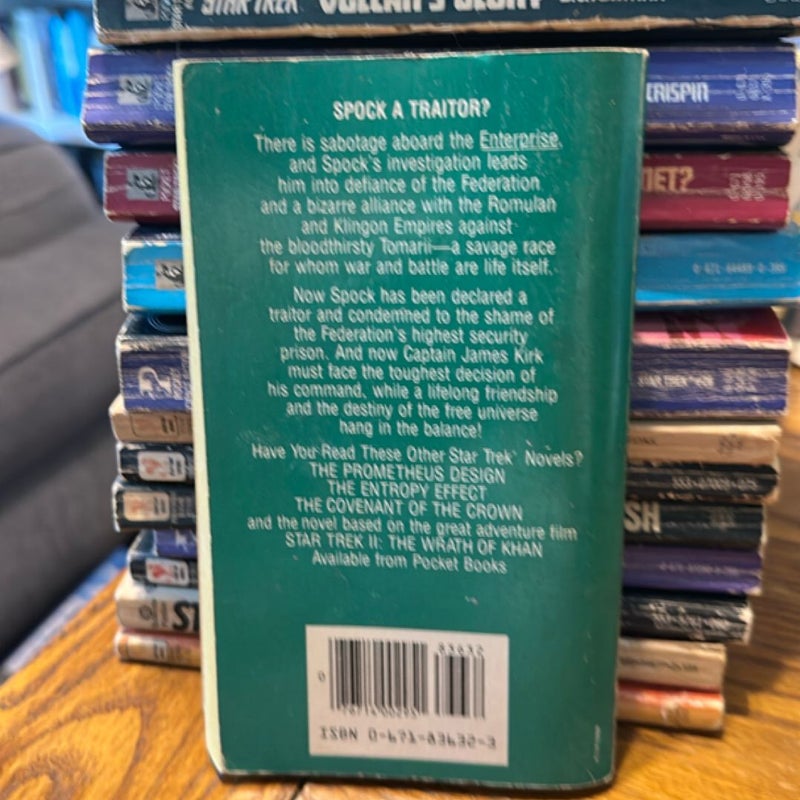 STAR TREK VULCAN'S GLORY
CRISPIN
SPOCK A TRAITOR?
There is sabotage aboard the Enterprise,
and Spock's investigation leads
him into defiance of the Federation
and a bizarre alliance with the Romulan
and Klingon Empires against
the bloodthirsty Tomarii—a savage race
for whom war and battle are life itself.
Now Spock has been declared a
traitor and condemned to the shame of
the Federation's highest security
prison. And now Captain James Kirk
must face the toughest decision of
his command, while a lifelong friendship
and the destiny of the free universe
hang in the balance!
Have You Read These Other Star Trek Novels?
THE PROMETHEUS DESIGN
THE ENTROPY EFFECT
THE COVENANT OF THE CROWN
and the novel based on the great adventure film
STAR TREK II: THE WRATH OF KHAN
Available from Pocket Books
83632
0
ISBN 0-671-83632-3
STAR TREK
SH
ST